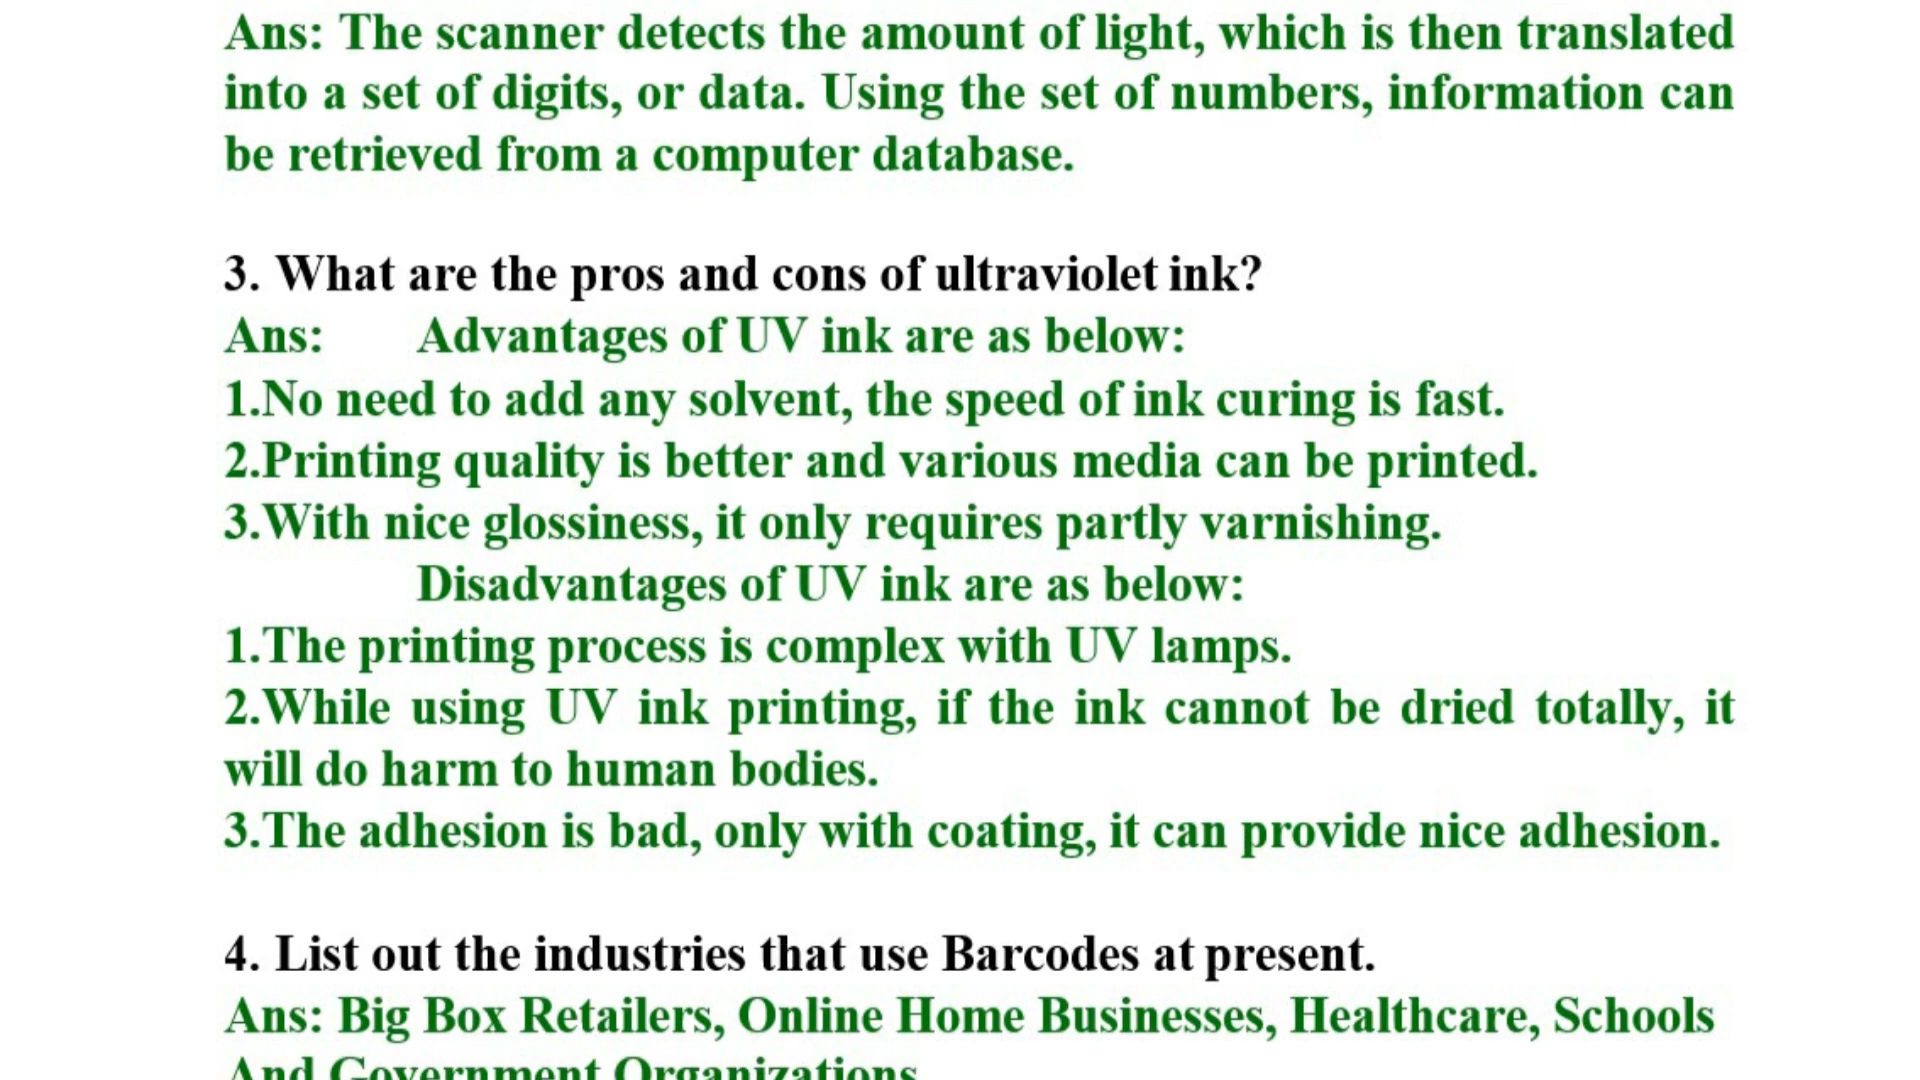 Ans: The scanner detects the amount of light, which is then translated
into a set of digits, or data. Using the set of numbers, information can
be retrieved from a computer database.
3. What are the pros and cons of ultraviolet ink?
Ans: Advantages of UV ink are as below:
1.No need to add any solvent, the speed of ink curing is fast.
2.Printing quality is better and various media can be printed.
3.With nice glossiness, it only requires partly varnishing.
Disadvantages of UV ink are as below:
1.The printing process is complex with UV lamps.
2.While using UV ink printing, if the ink cannot be dried totally, it
will do harm to human bodies.
3.The adhesion is bad, only with coating, it can provide nice adhesion.
4. List out the industries that use Barcodes at present.
Ans: Big Box Retailers, Online Home Businesses, Healthcare, Schools
And Government Organizations